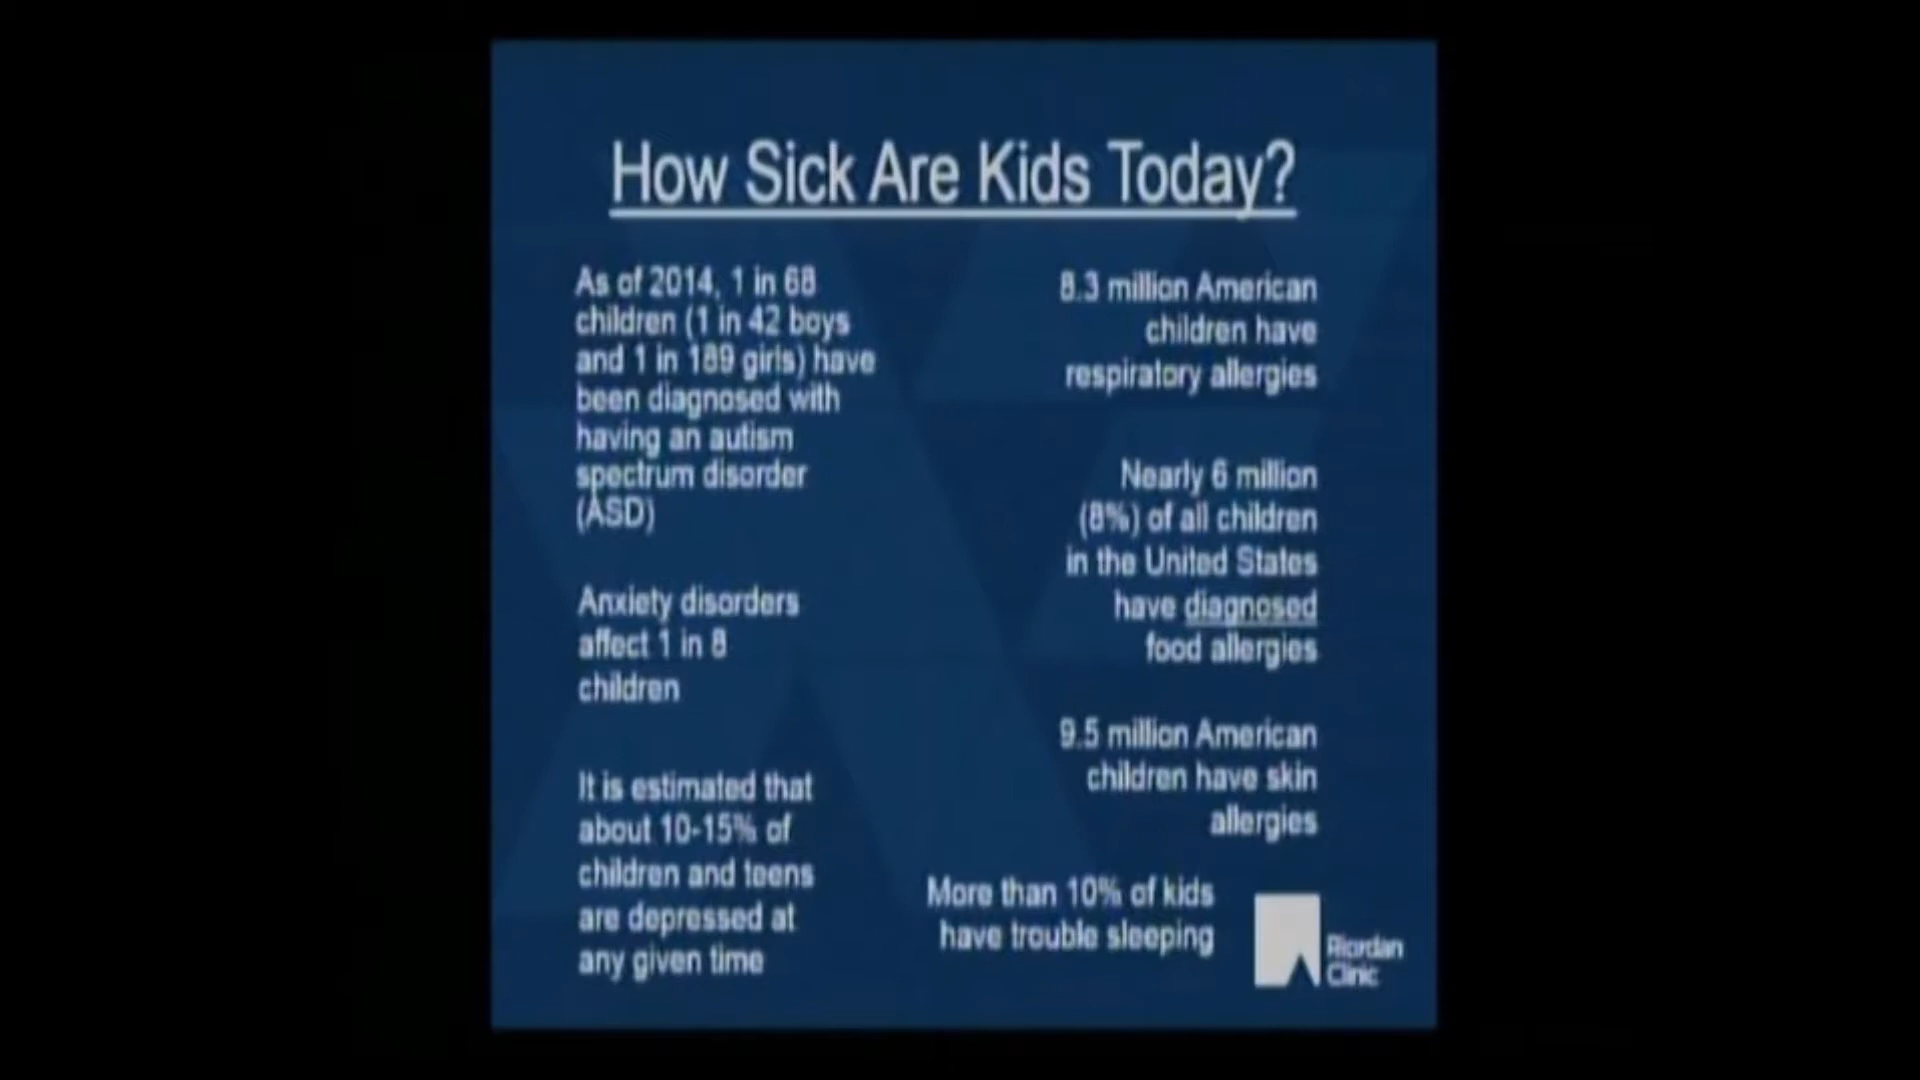 How Sick Are Kids Today?
As of 2014, 1 in 68
children (1 in 42 boys
and 1 in 189 girls) have
been diagnosed with
having an autism
spectrum disorder
(ASD)
Anxiety disorders
affect 1 in 8
children
It is estimated that
about 10-15% of
children and teens
are depressed at
any given time
8.3 million American
children have
respiratory allergies
Nearly 6 million
(8%) of all children
in the United States
have diagnosed
food allergies
9.5 million American
children have skin
allergies
More than 10% of kids
have trouble sleeping
Riordan
Clinic